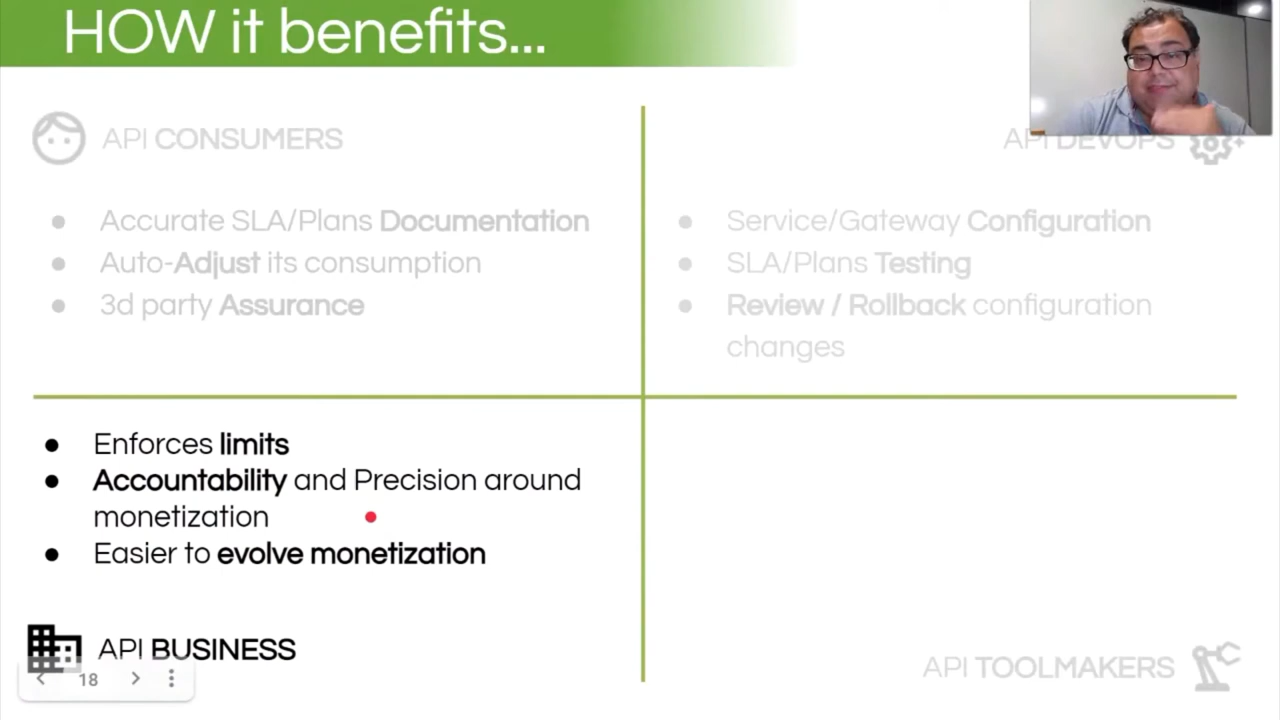 HOW it benefits...
API CONSUMERS
API DEVOPS
● Accurate SLA/Plans Documentation
● Auto-Adjust its consumption
● 3d party Assurance
● Service/Gateway Configuration
● SLA/Plans Testing
● Review / Rollback configuration
changes
● Enforces limits
● Accountability and Precision around
monetization
● Easier to evolve monetization
API BUSINESS
18
API TOOLMAKERS